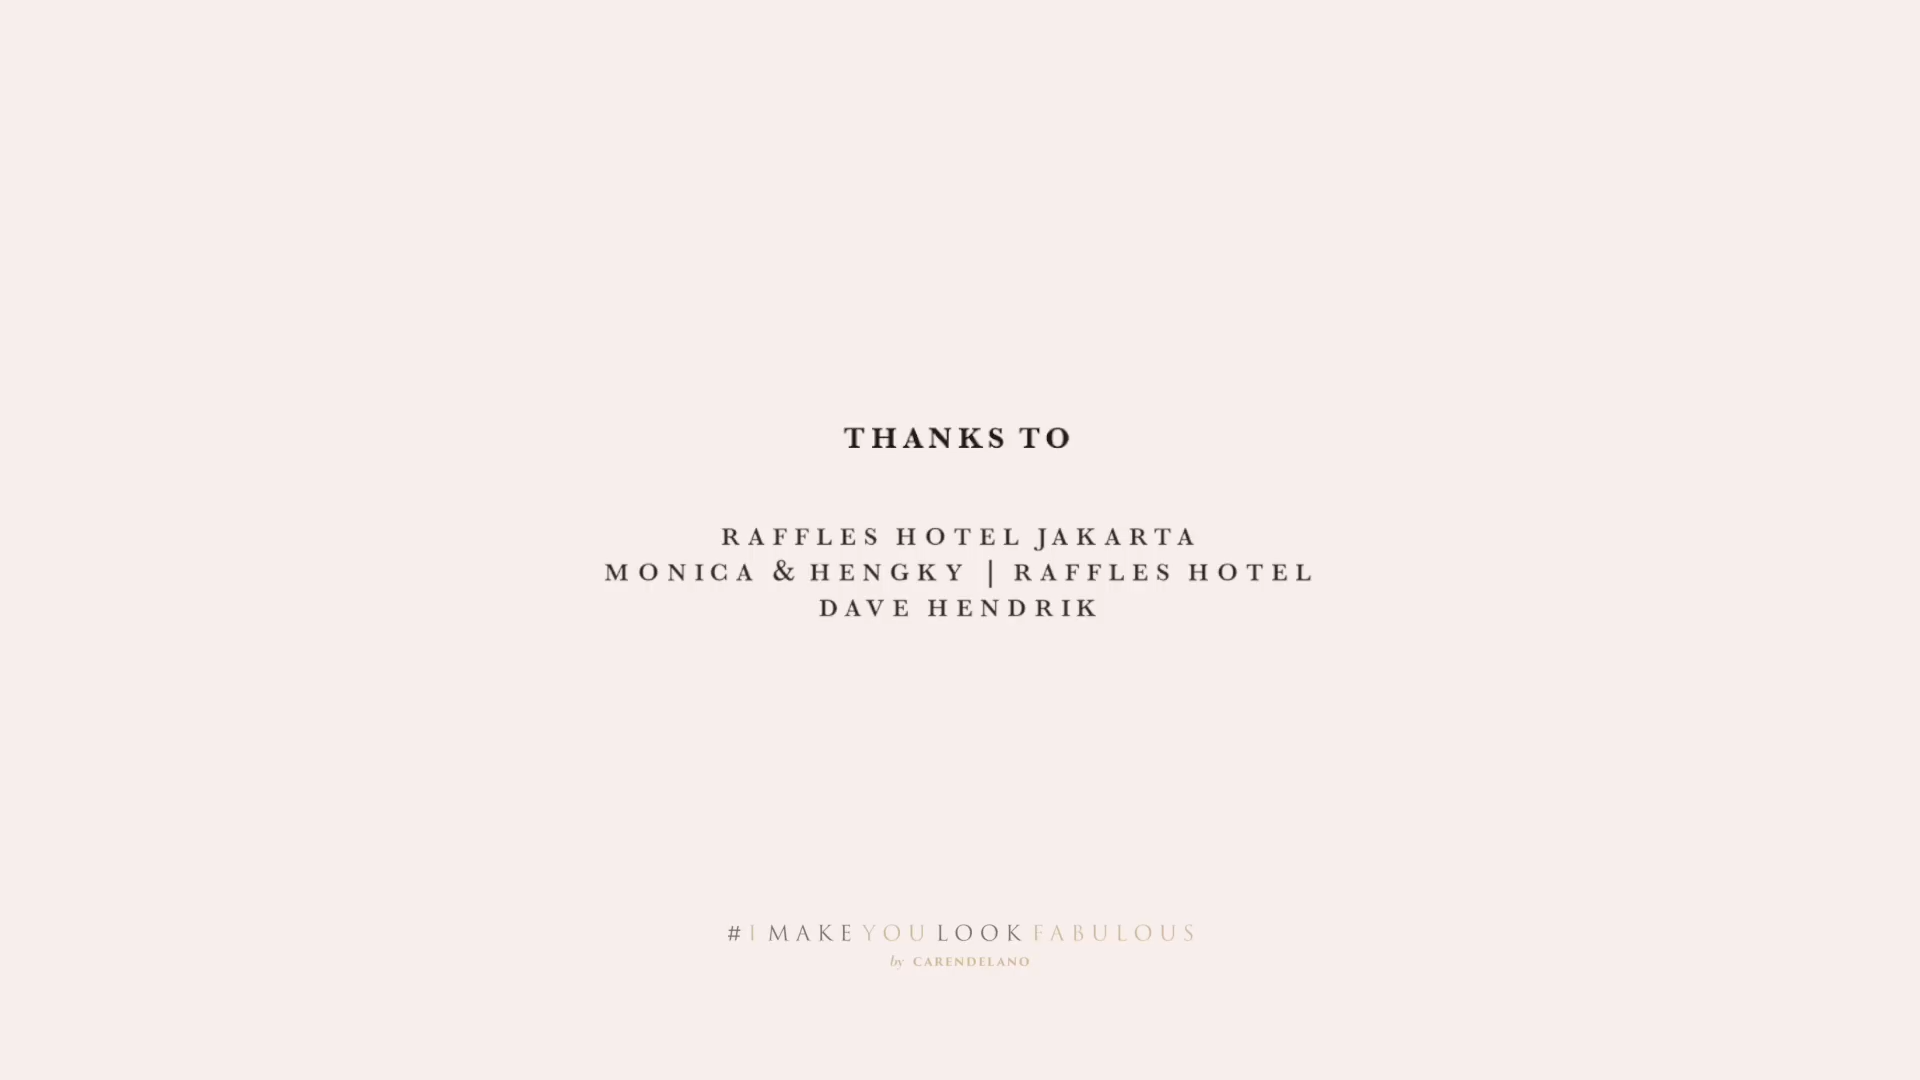 THANKS TO
RAFFLES HOTEL JAKARTA
MONICA & HENGKY | RAFFLES HOTEL
DAVE HENDRIK
#IMAKEYOULOOKFABULOUS
by CARENDELANO